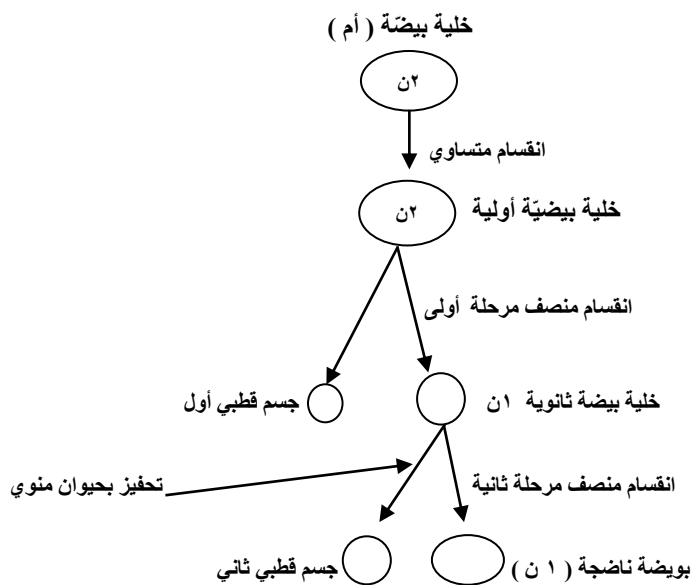 خلية بيضّة ( أم )
٢ن
انقسام متساوي
خلية بيضيّة أولية
٢ن
انقسام منصف مرحلة أولى
خلية بيضة ثانوية ١ن
جسم قطبي أول
تحفيز بحيوان منوي
انقسام منصف مرحلة ثانية
بويضة ناضجة ( ١ ن )
جسم قطبي ثاني